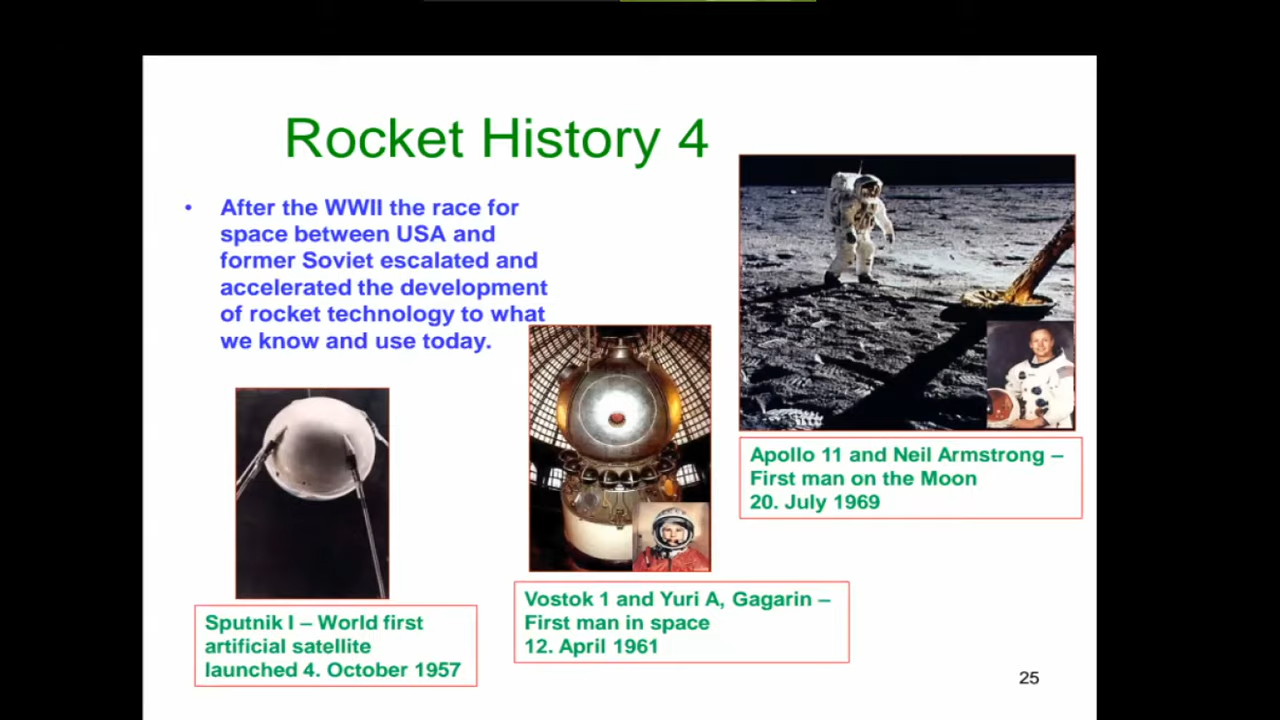 Rocket History 4
• After the WWII the race for
space between USA and
former Soviet escalated and
accelerated the development
of rocket technology to what
we know and use today.
Apollo 11 and Neil Armstrong –
First man on the Moon
20. July 1969
Vostok 1 and Yuri A, Gagarin –
First man in space
12. April 1961
Sputnik I – World first
artificial satellite
launched 4. October 1957
25